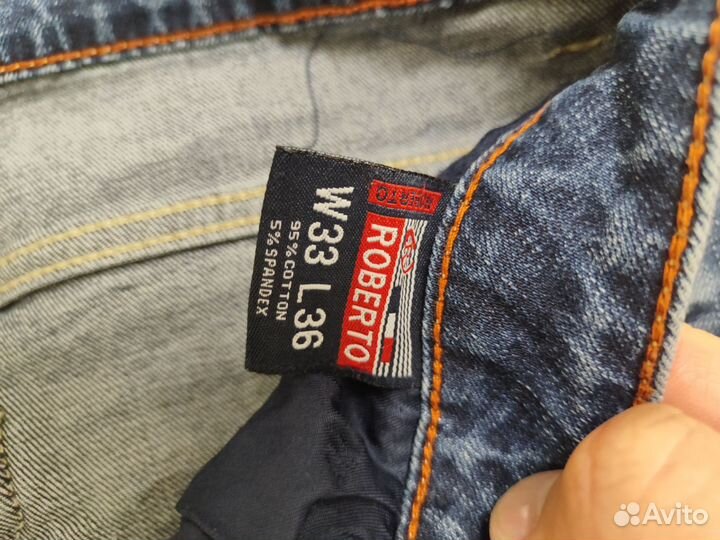 ROBERTO
W33 L36
95%COTTON
5%SPANDEX
Avito